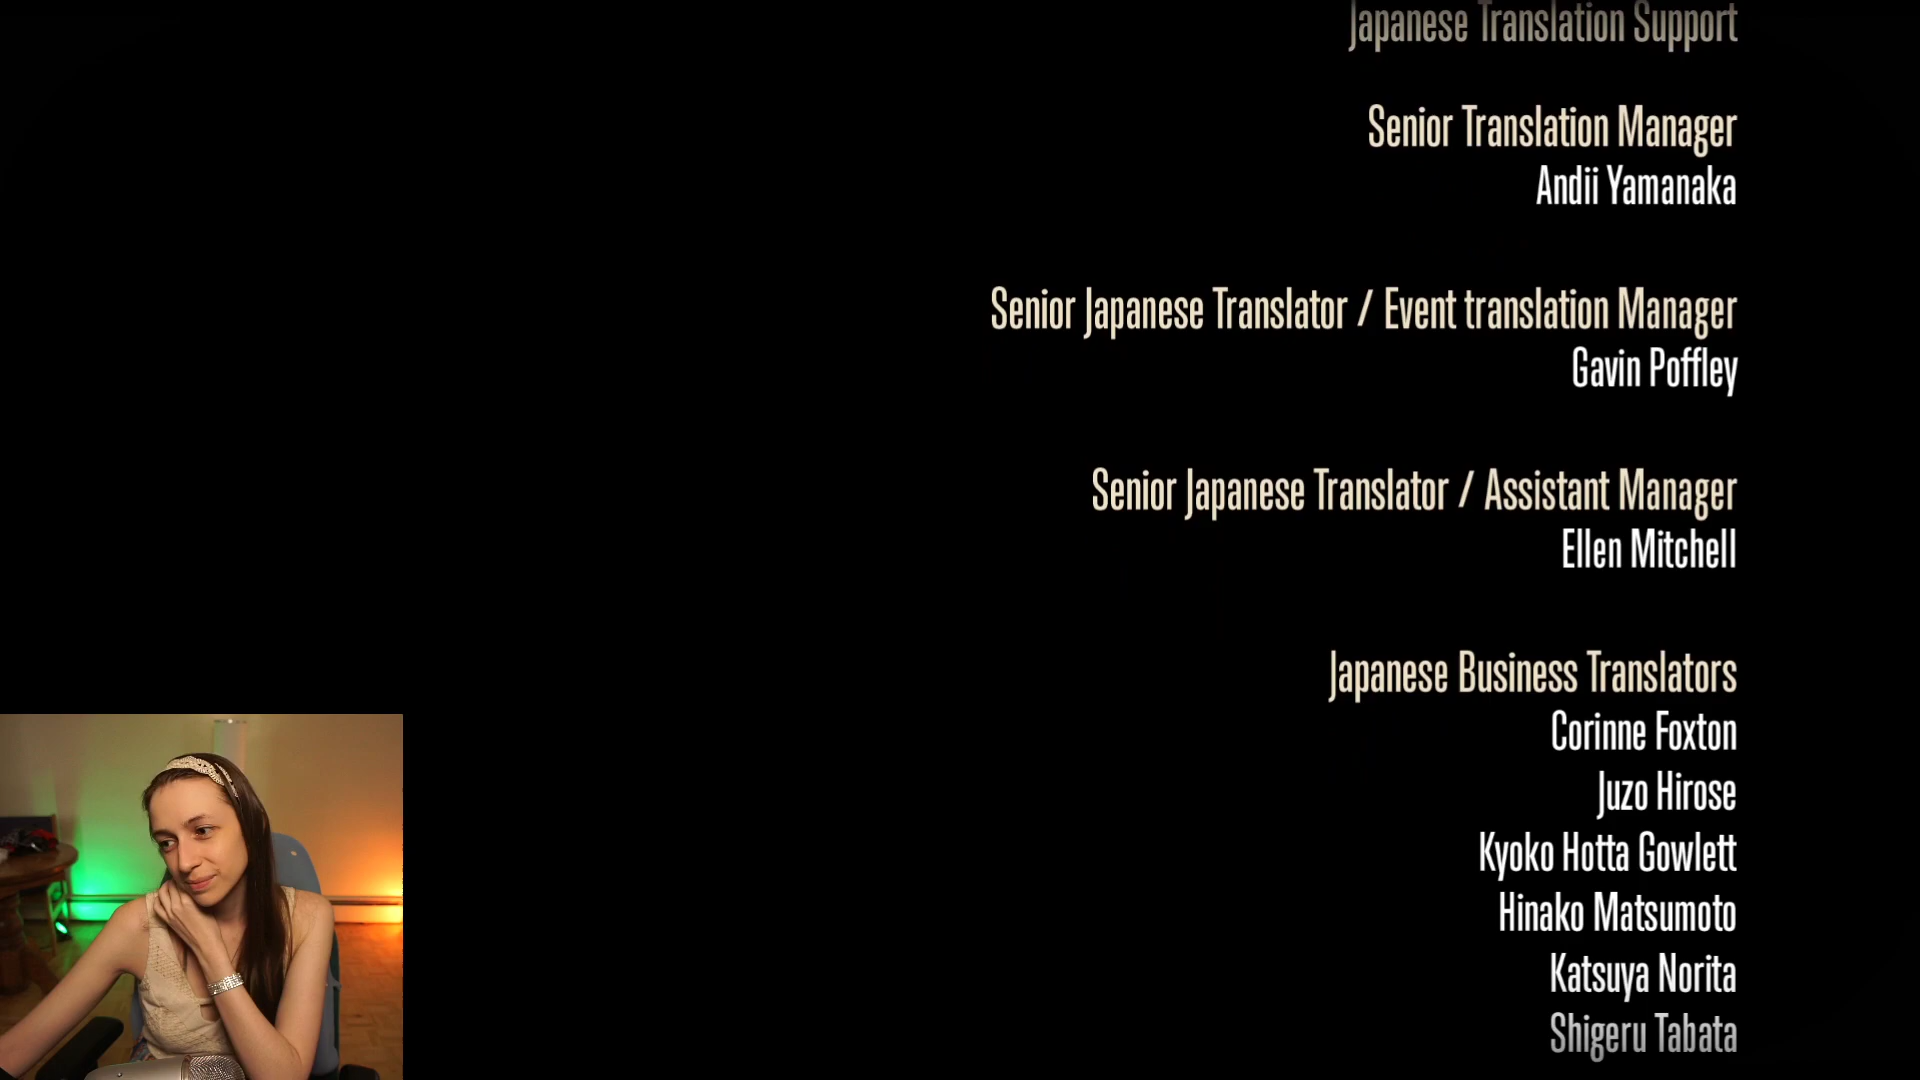 Japanese Translation Support
Senior Translation Manager
Andii Yamanaka
Senior Japanese Translator / Event translation Manager
Gavin Poffley
Senior Japanese Translator / Assistant Manager
Ellen Mitchell
Japanese Business Translators
Corinne Foxton
Juzo Hirose
Kyoko Hotta Gowlett
Hinako Matsumoto
Katsuya Norita
Shigeru Tabata